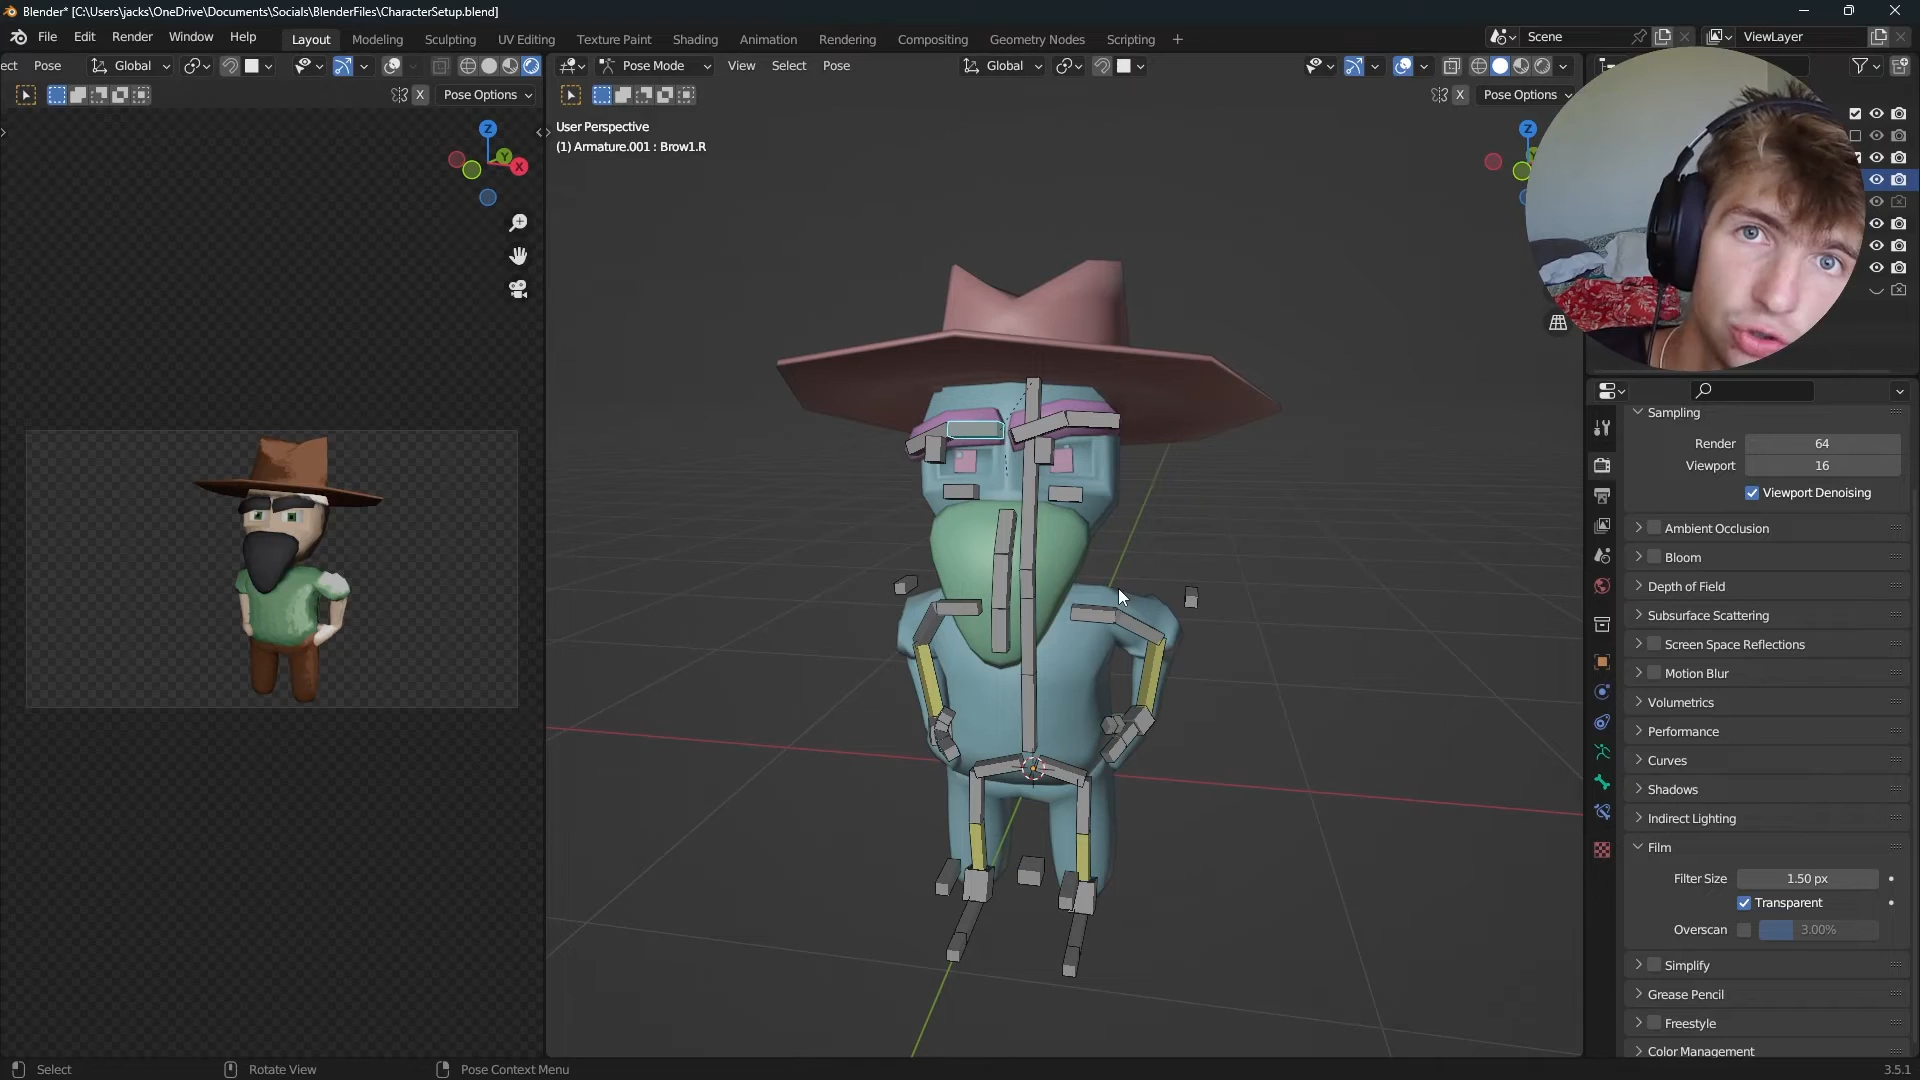 Blender* [C:\Users\jacks\OneDrive\Documents\Socials\BlenderFiles\CharacterSetup.blend]
File Edit Render Window Help Layout Modeling Sculpting UV Editing Texture Paint Shading Animation Rendering Compositing Geometry Nodes Scripting + Scene ViewLayer
ect Pose Global Pose Mode View Select Pose Global
X Pose Options X Pose Options
Z Y X
User Perspective
(1) Armature.001 : Brow1.R
Z
Sampling
Render 64
Viewport 16
Viewport Denoising
Ambient Occlusion
Bloom
Depth of Field
Subsurface Scattering
Screen Space Reflections
Motion Blur
Volumetrics
Performance
Curves
Shadows
Indirect Lighting
Film
Filter Size 1.50 px
Transparent
Overscan 3.00%
Simplify
Grease Pencil
Freestyle
Color Management
Select Rotate View Pose Context Menu 3.5.1